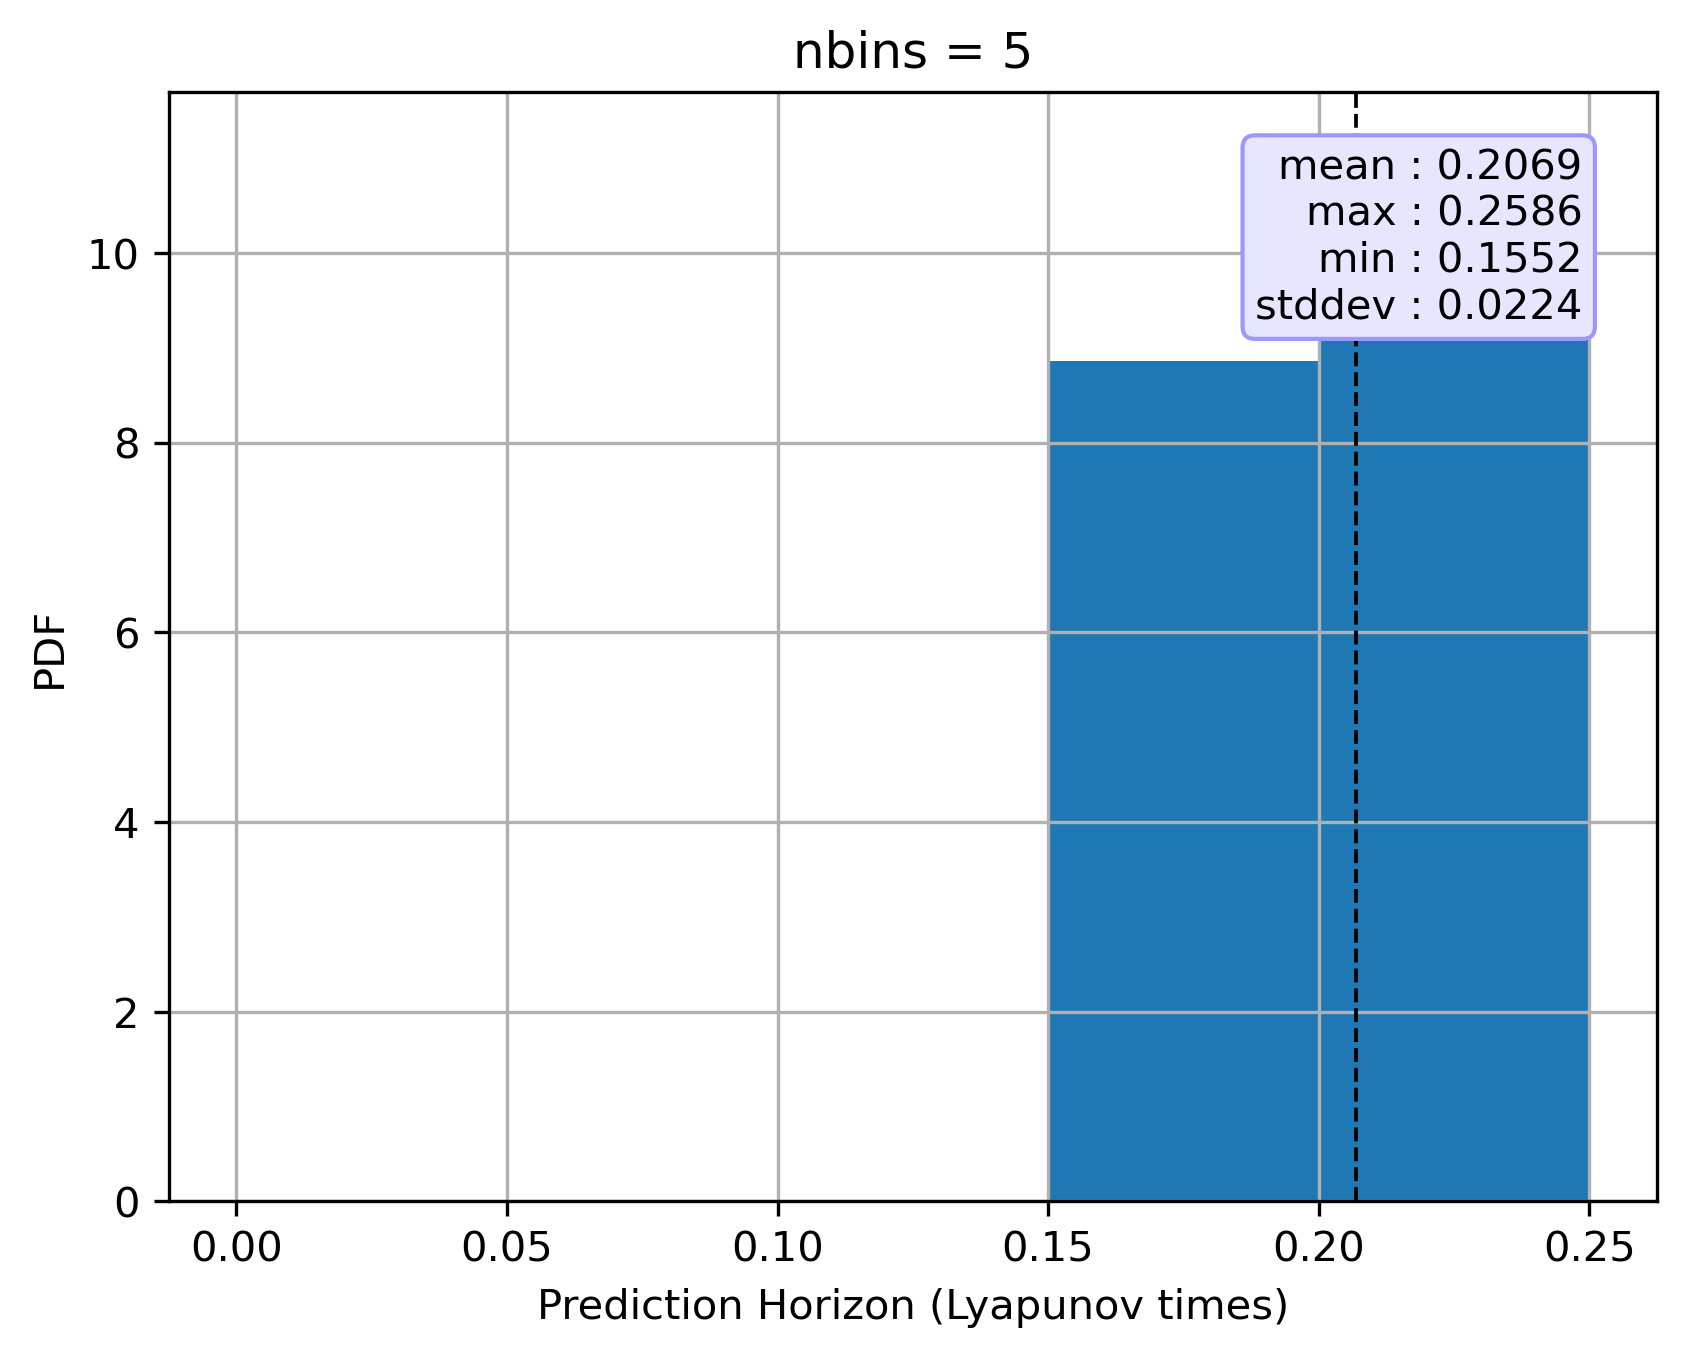 nbins = 5
mean : 0.2069
max : 0.2586
min : 0.1552
stddev : 0.0224
10
8
6
4
2
0
PDF
0.00 0.05 0.10 0.15 0.20 0.25
Prediction Horizon (Lyapunov times)